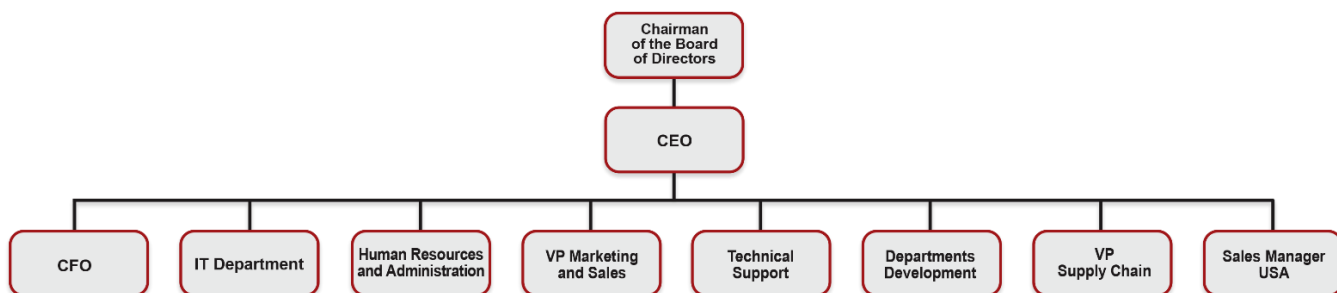 Chairman
of the Board
of Directors
CEO
CFO
IT Department
Human Resources
and Administration
VP Marketing
and Sales
Technical
Support
Departments
Development
VP
Supply Chain
Sales Manager
USA